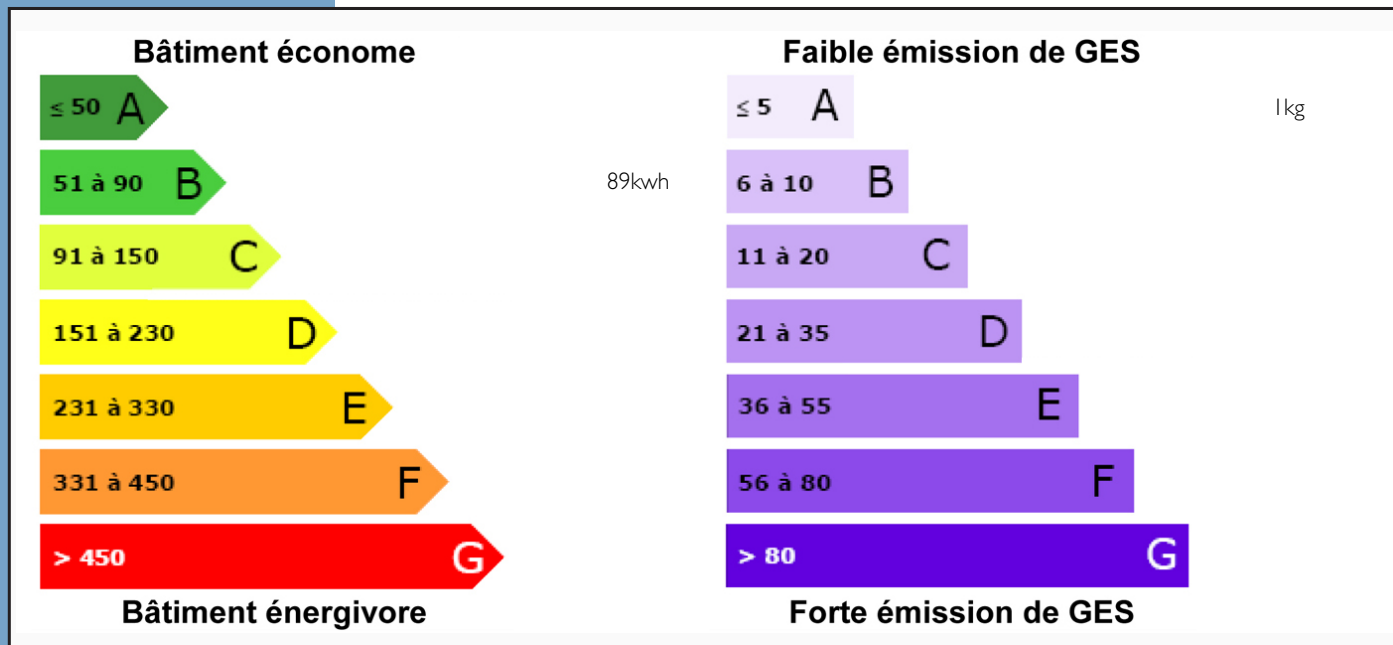 Bâtiment économe
≤ 50 A
51 à 90 B
89kwh
91 à 150 C
151 à 230 D
231 à 330 E
331 à 450 F
> 450 G
Bâtiment énergivore
Faible émission de GES
≤ 5 A
1kg
6 à 10 B
11 à 20 C
21 à 35 D
36 à 55 E
56 à 80 F
> 80 G
Forte émission de GES